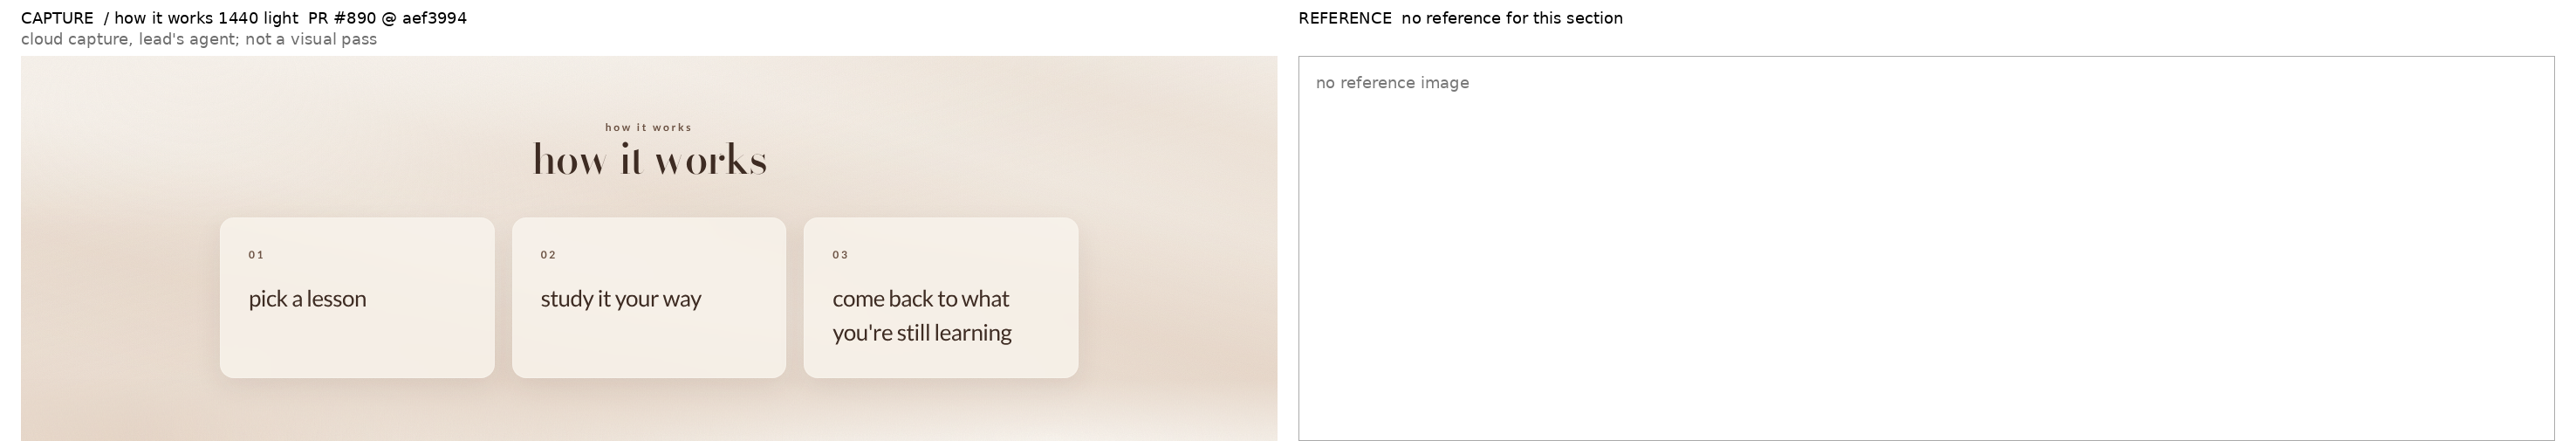 CAPTURE / how it works 1440 light PR #890 @ aef3994
cloud capture, lead's agent; not a visual pass
how it works
how it works
01
pick a lesson
02
study it your way
03
come back to what
you're still learning
REFERENCE no reference for this section
no reference image